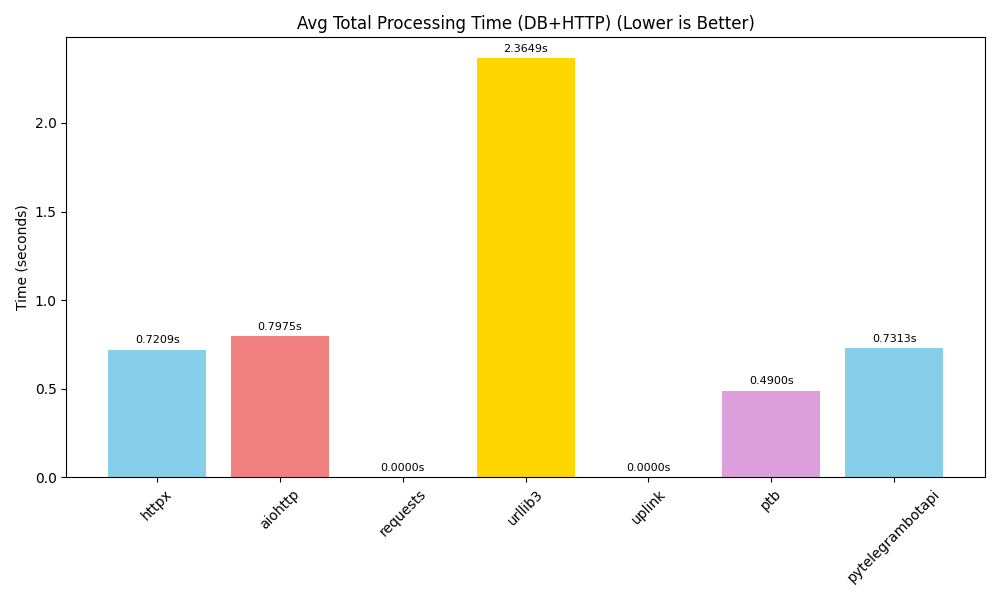 Avg Total Processing Time (DB+HTTP) (Lower is Better)
2.3649s
0.7975s
0.7209s
0.7313s
0.4900s
0.0000s
0.0000s
Time (seconds)
2.0
1.5
1.0
0.5
0.0
httpx
aiohttp
requests
urllib3
uplink
ptb
pytelegrambotapi